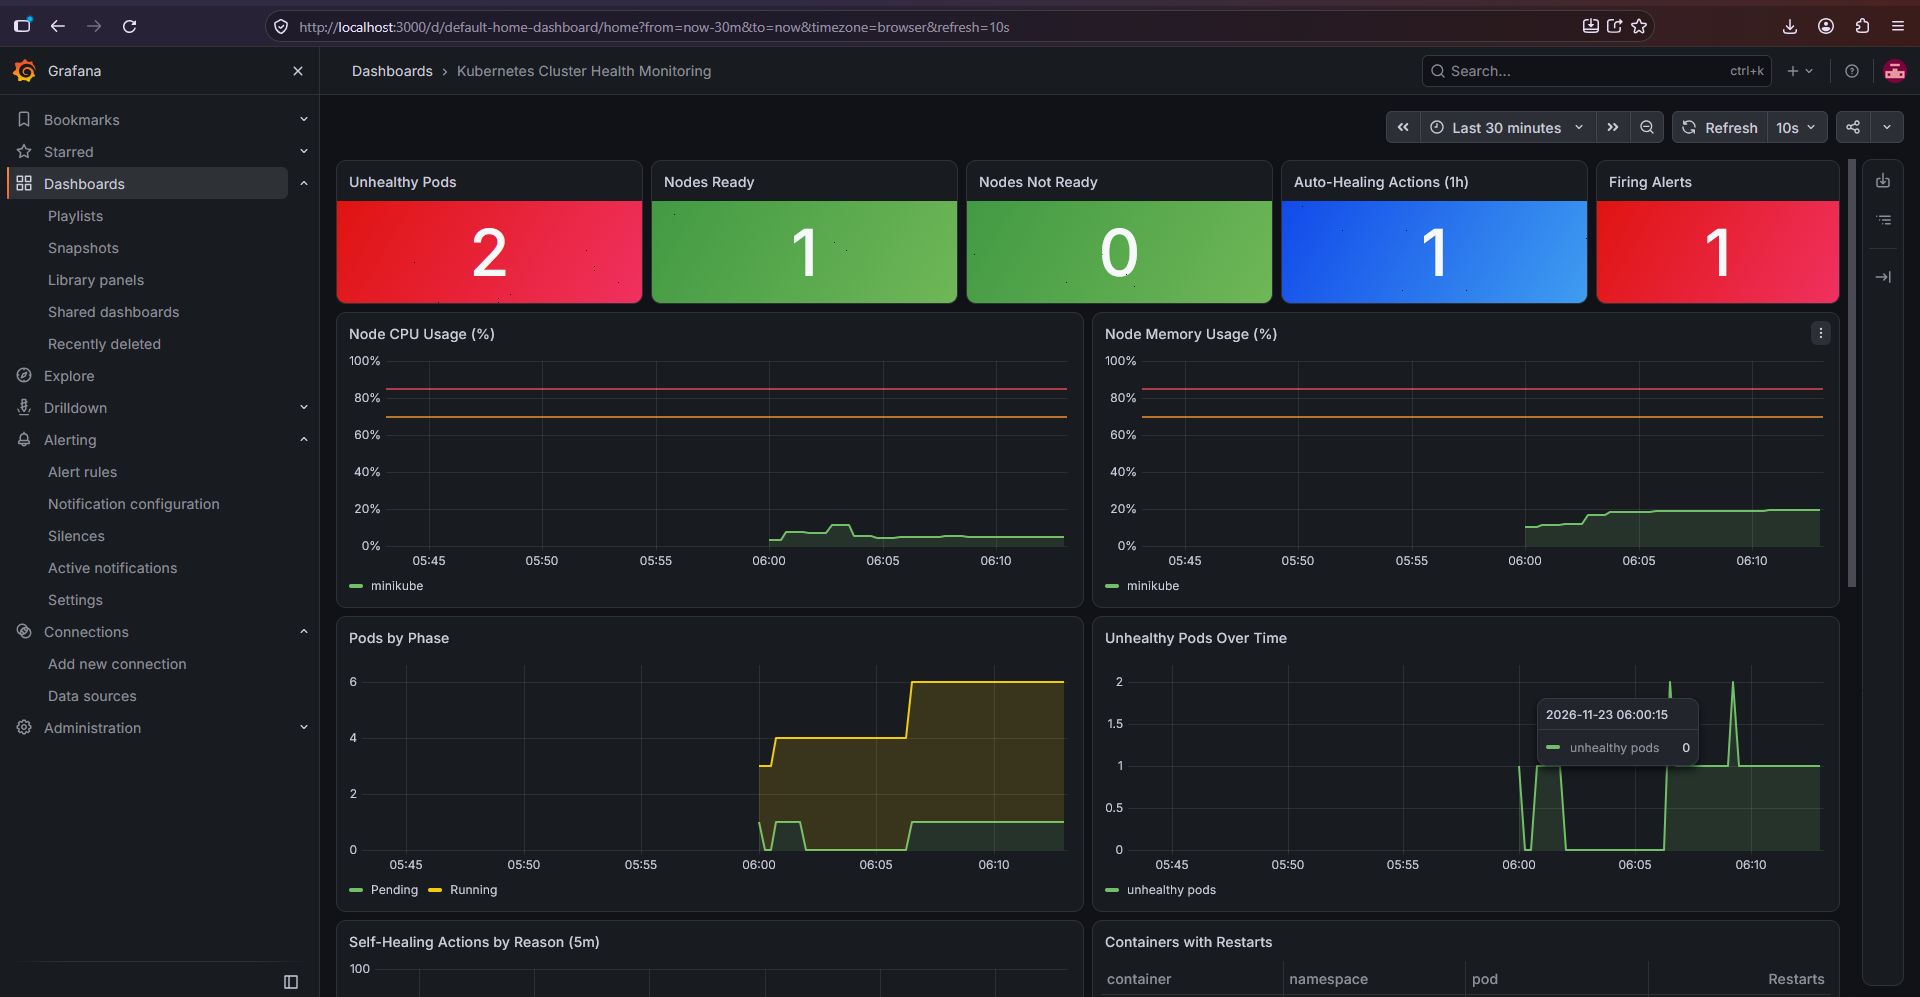 http://localhost:3000/d/default-home-dashboard/home?from=now-30m&to=now&timezone=browser&refresh=10s
Grafana
Dashboards › Kubernetes Cluster Health Monitoring
Search... ctrl+k
Bookmarks
Starred
Dashboards
Playlists
Snapshots
Library panels
Shared dashboards
Recently deleted
Explore
Drilldown
Alerting
Alert rules
Notification configuration
Silences
Active notifications
Settings
Connections
Add new connection
Data sources
Administration
Last 30 minutes
Refresh 10s
Unhealthy Pods
2
Nodes Ready
1
Nodes Not Ready
0
Auto-Healing Actions (1h)
1
Firing Alerts
1
Node CPU Usage (%)
100%
80%
60%
40%
20%
0%
05:45 05:50 05:55 06:00 06:05 06:10
minikube
Node Memory Usage (%)
100%
80%
60%
40%
20%
0%
05:45 05:50 05:55 06:00 06:05 06:10
minikube
Pods by Phase
6
4
2
0
05:45 05:50 05:55 06:00 06:05 06:10
Pending Running
Unhealthy Pods Over Time
2
1.5
1
0.5
0
2026-11-23 06:00:15
unhealthy pods 0
05:45 05:50 05:55 06:00 06:05 06:10
unhealthy pods
Self-Healing Actions by Reason (5m)
100
Containers with Restarts
container namespace pod Restarts